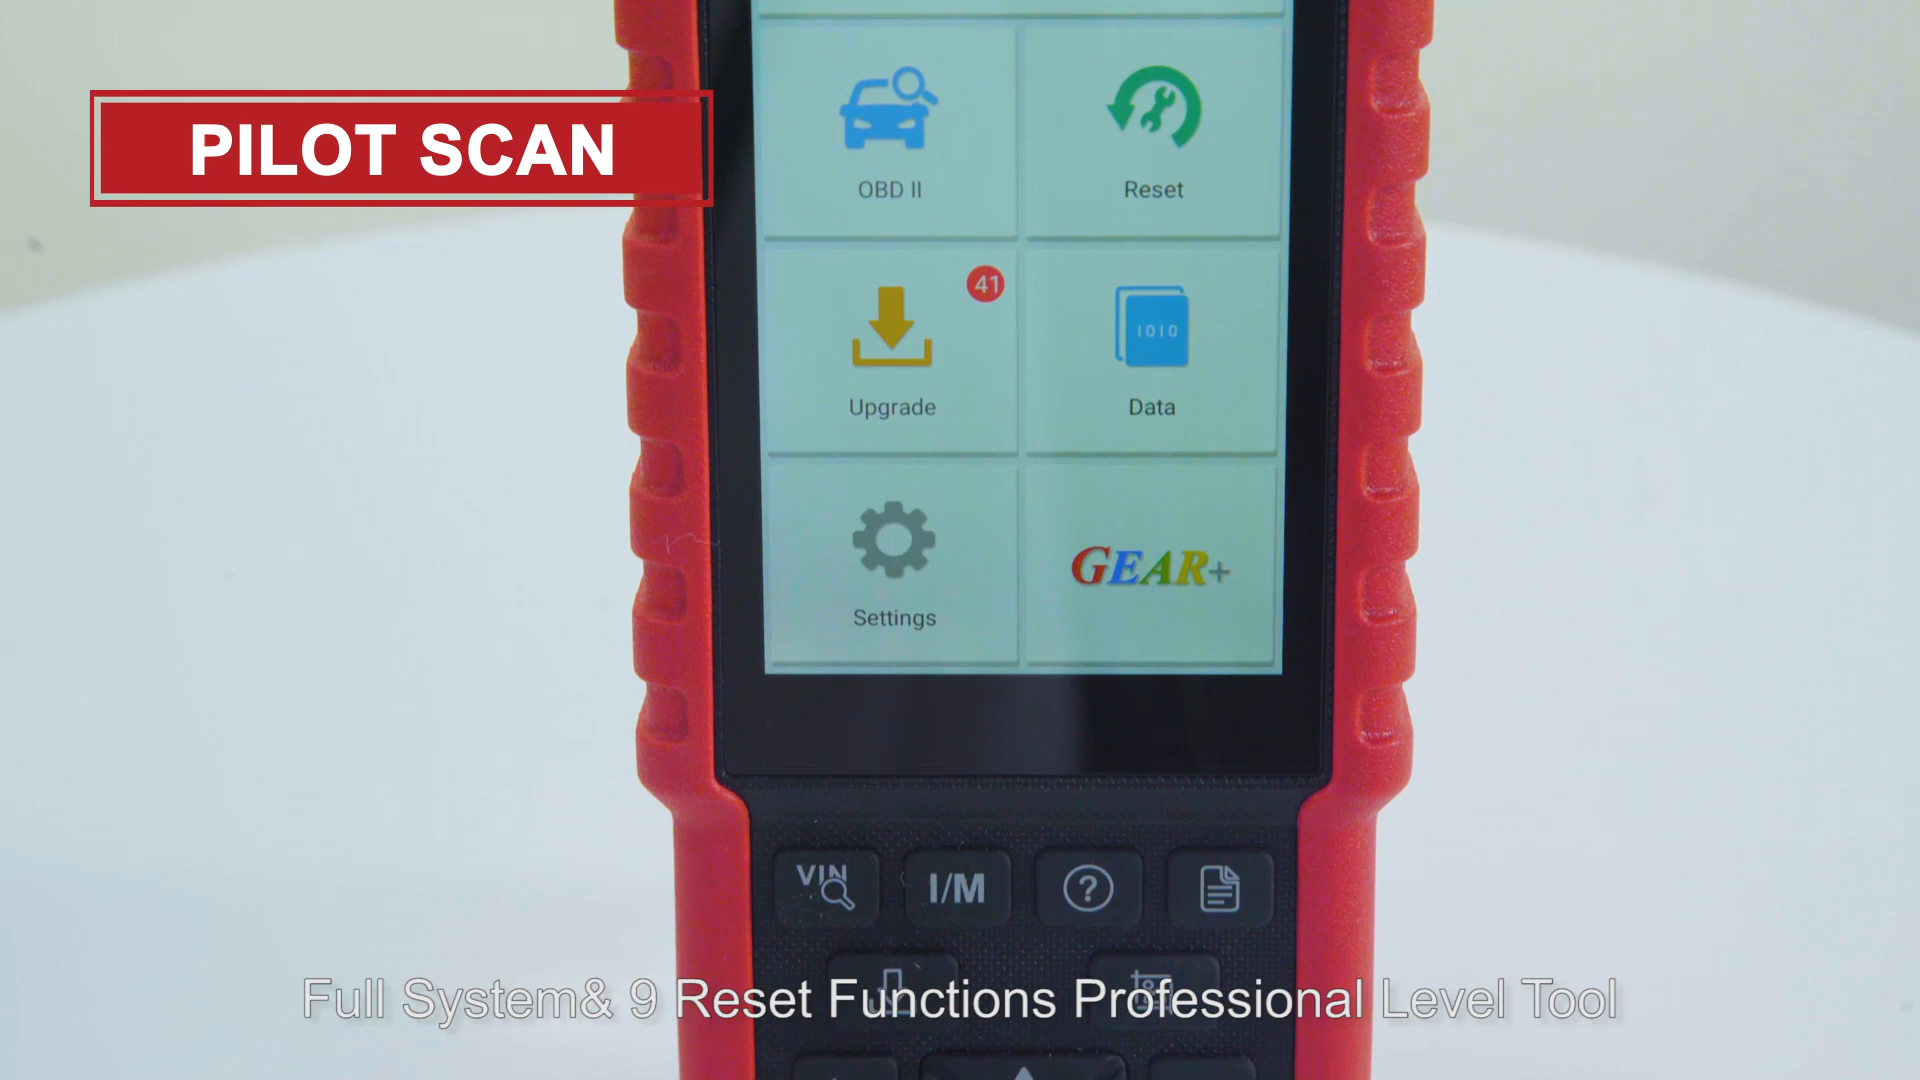 PILOT SCAN
OBD II
Reset
41
Upgrade
1010
Data
Settings
GEAR+
VIN
I/M
?
Full System& 9 Reset Functions Professional Level Tool